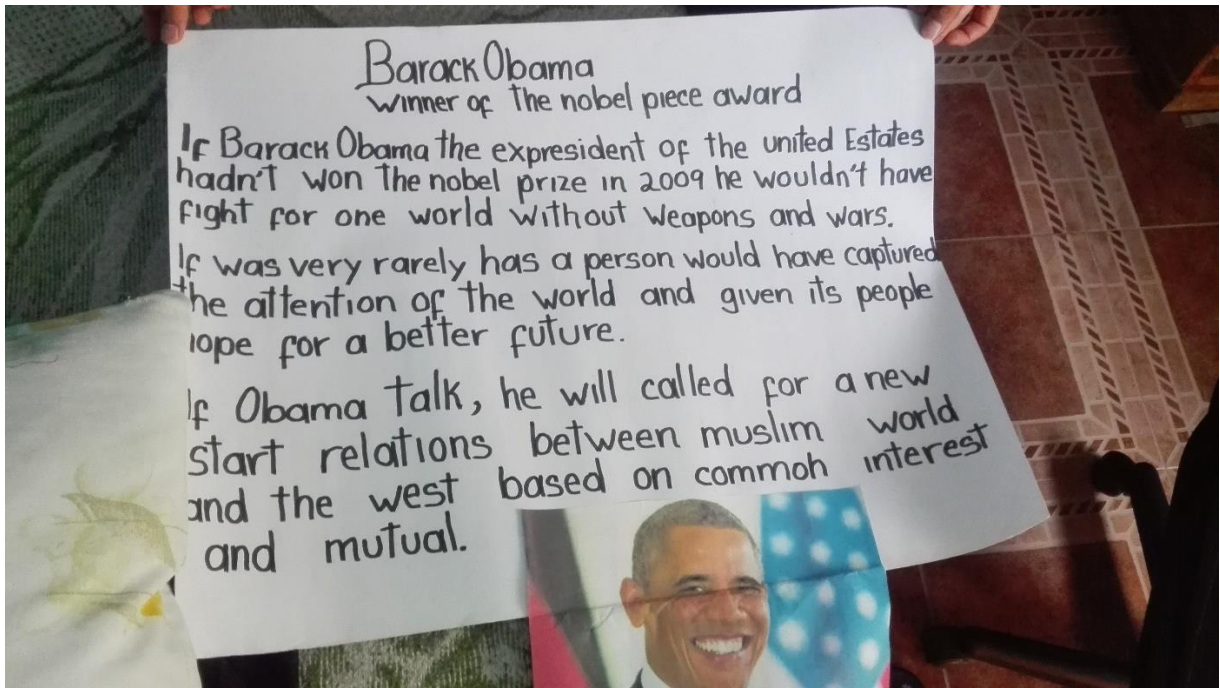 Barack Obama
winner of The nobel piece award
If Barack Obama the expresident of the united Estates
hadn't won The nobel prize in 2009 he wouldn't have
fight for one world without weapons and wars.
If was very rarely has a person would have captured
the attention of the world and given its people
hope for a better future.
If Obama Talk, he will called for a new
start relations between muslim world
and the west based on common interest
and mutual.